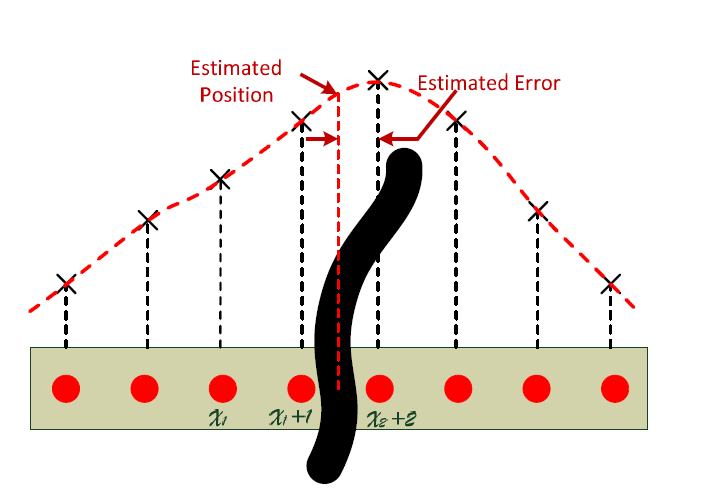 Estimated
Position
Estimated Error
x₁
x₁+1
x₂+2